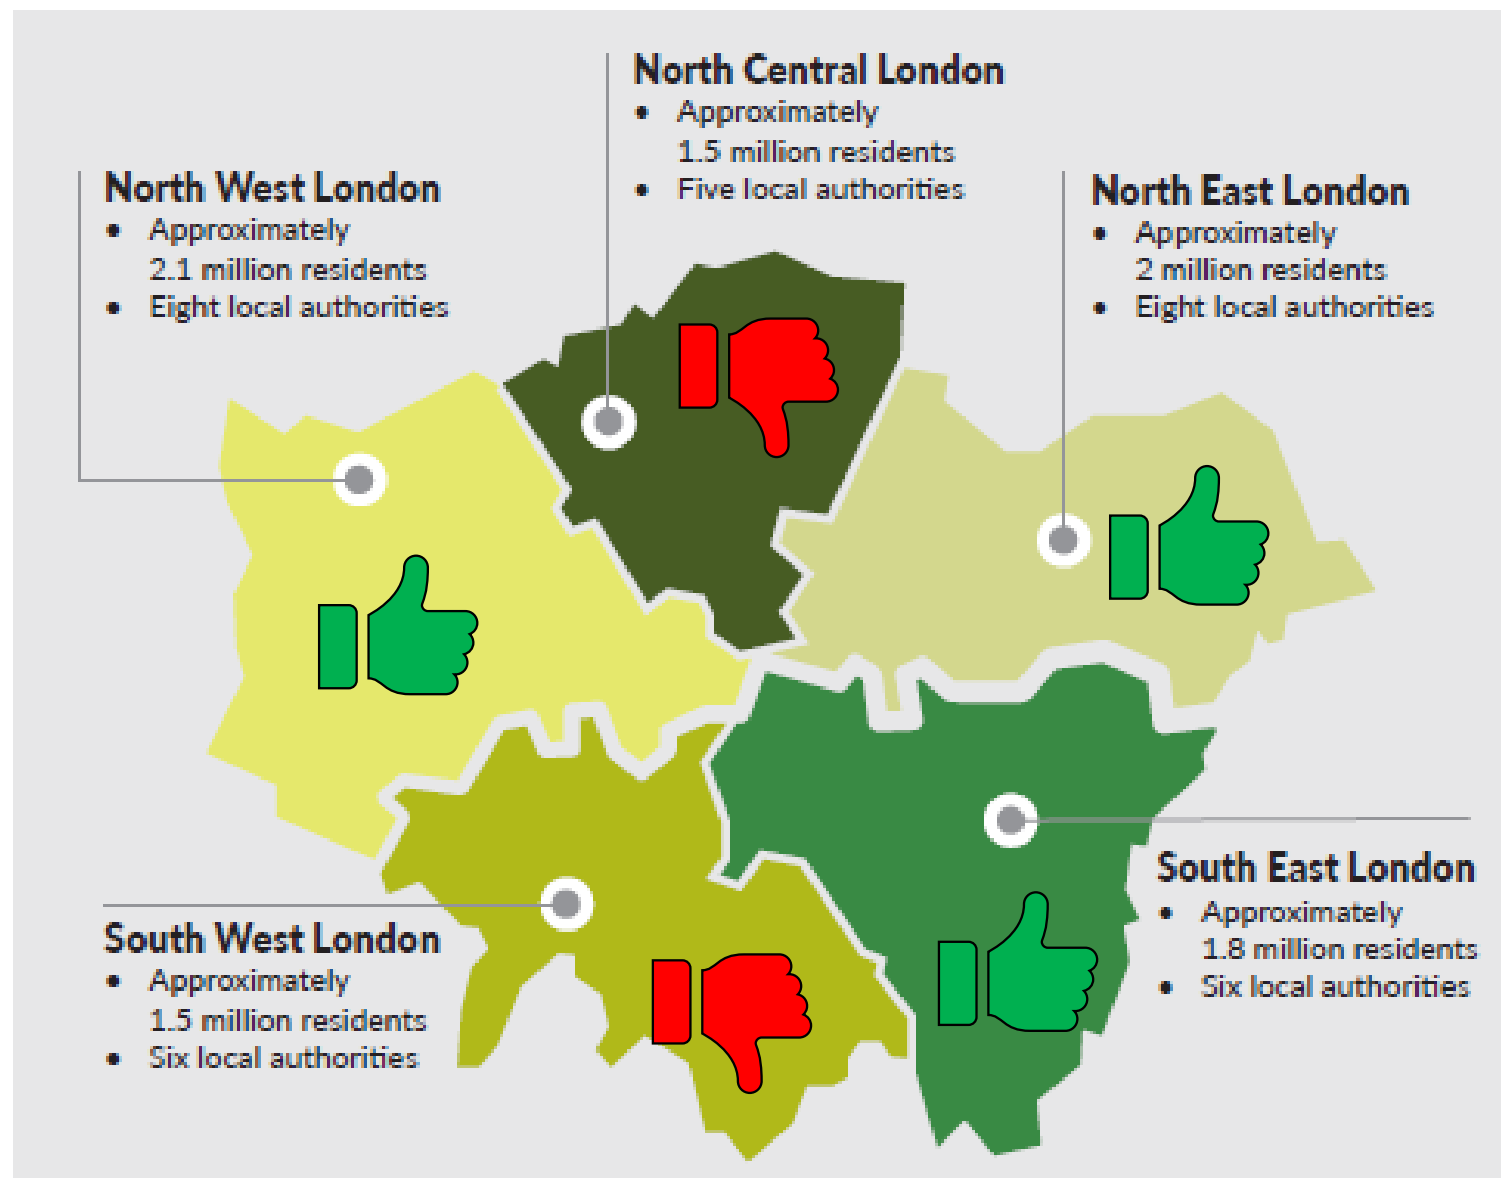 North Central London
• Approximately
1.5 million residents
• Five local authorities
North West London
• Approximately
2.1 million residents
• Eight local authorities
North East London
• Approximately
2 million residents
• Eight local authorities
South East London
• Approximately
1.8 million residents
• Six local authorities
South West London
• Approximately
1.5 million residents
• Six local authorities